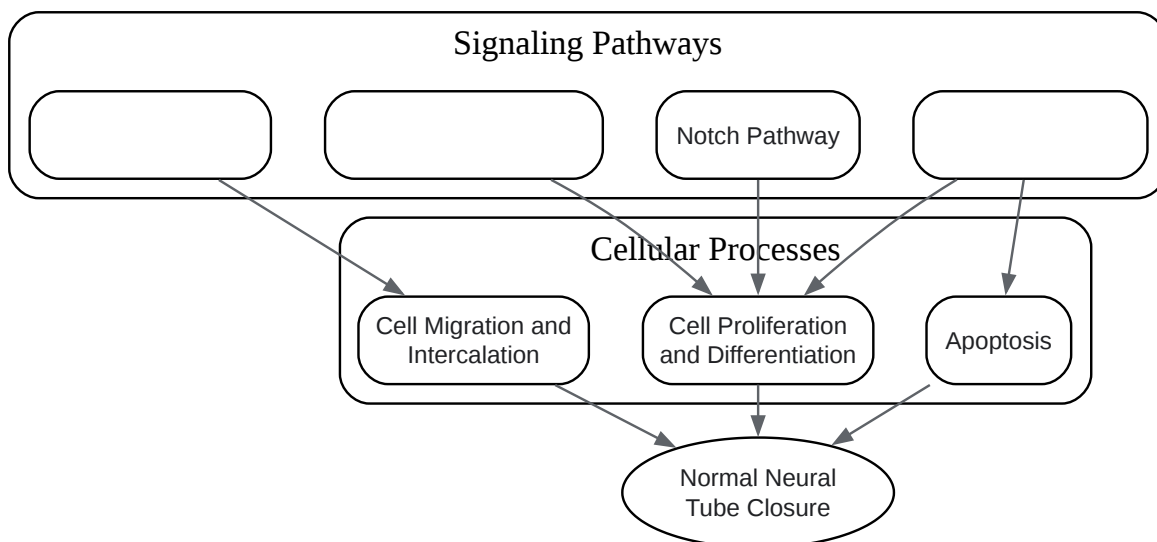 Signaling Pathways
Notch Pathway
Cellular Processes
Cell Migration and
Intercalation
Cell Proliferation
and Differentiation
Apoptosis
Normal Neural
Tube Closure